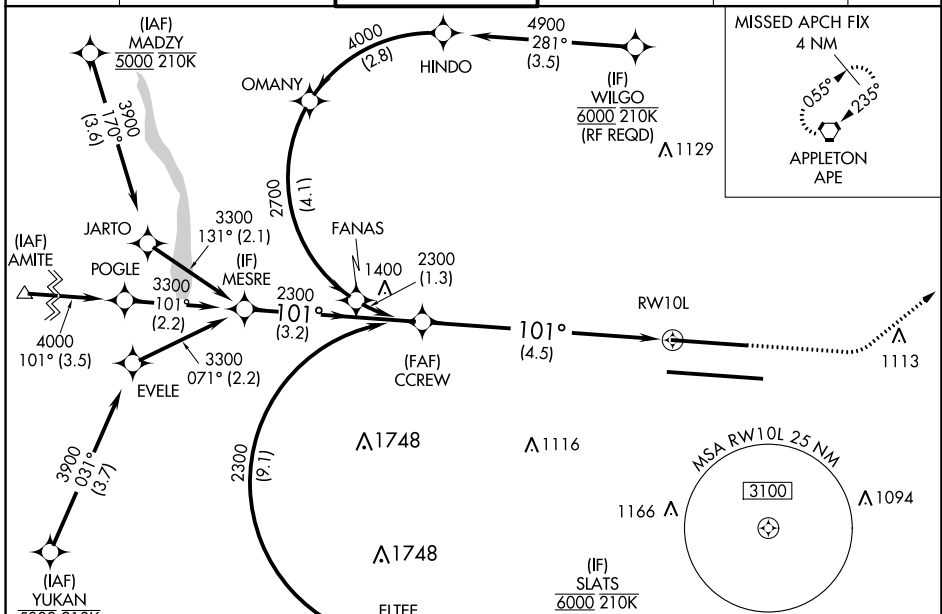 (IAF)
MADZY
5000 210K
4000
(2.8)
HINDO
4900
281°
(3.5)
MISSED APCH FIX
4 NM
055°
235°
APPLETON
APE
OMANY
(IF)
WILGO
6000 210K
(RF REQD)
1129
3900
170°
(3.6)
2700
(4.1)
JARTO
3300
131° (2.1)
FANAS
(IAF)
AMITE
POGLE
(IF)
MESRE
1400
2300
(1.3)
3300
101°
(2.2)
2300
101°
(3.2)
RW10L
101°
(4.5)
4000
101° (3.5)
3300
071° (2.2)
(FAF)
CCREW
1113
EVELE
3900
031°
(3.7)
2300
(9.1)
1748
1116
MSA RW10L 25 NM
3100
1166
1094
1748
(IAF)
YUKAN
(IF)
SLATS
6000 210K